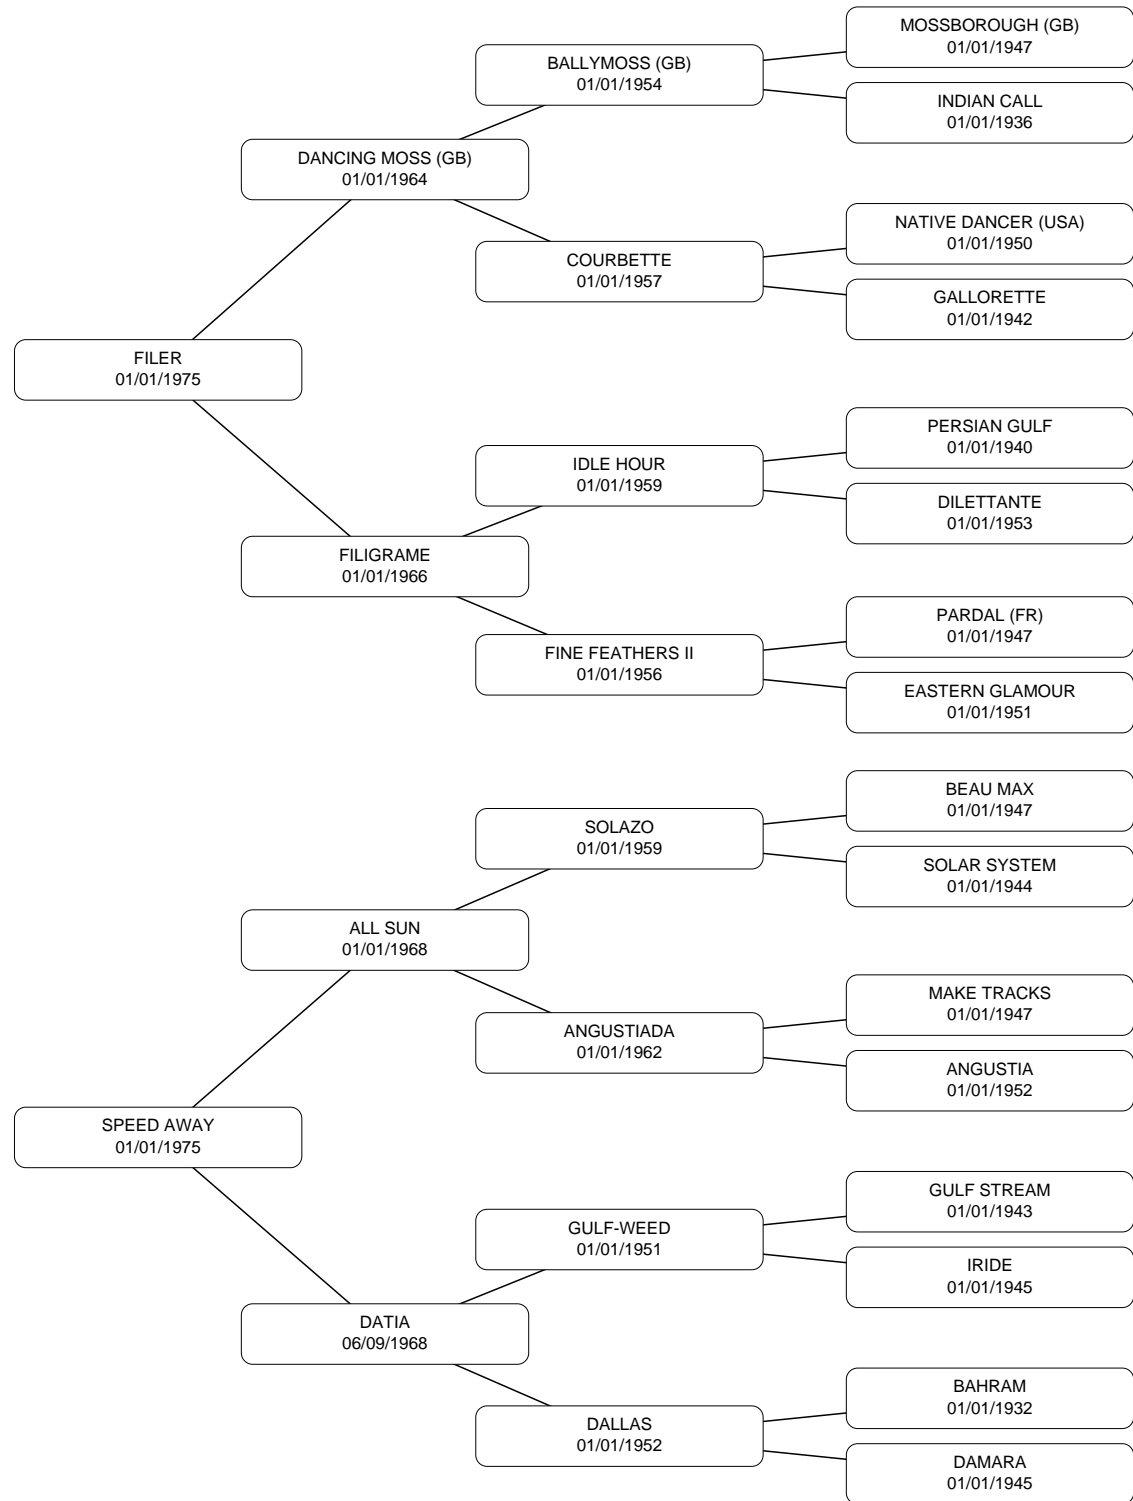 MOSSBOROUGH (GB)
01/01/1947
BALLYMOSS (GB)
01/01/1954
INDIAN CALL
01/01/1936
DANCING MOSS (GB)
01/01/1964
NATIVE DANCER (USA)
01/01/1950
COURBETTE
01/01/1957
GALLORETTE
01/01/1942
FILER
01/01/1975
PERSIAN GULF
01/01/1940
IDLE HOUR
01/01/1959
DILETTANTE
01/01/1953
FILIGRAME
01/01/1966
PARDAL (FR)
01/01/1947
FINE FEATHERS II
01/01/1956
EASTERN GLAMOUR
01/01/1951
BEAU MAX
01/01/1947
SOLAZO
01/01/1959
SOLAR SYSTEM
01/01/1944
ALL SUN
01/01/1968
MAKE TRACKS
01/01/1947
ANGUSTIADA
01/01/1962
ANGUSTIA
01/01/1952
SPEED AWAY
01/01/1975
GULF STREAM
01/01/1943
GULF-WEED
01/01/1951
IRIDE
01/01/1945
DATIA
06/09/1968
BAHRAM
01/01/1932
DALLAS
01/01/1952
DAMARA
01/01/1945